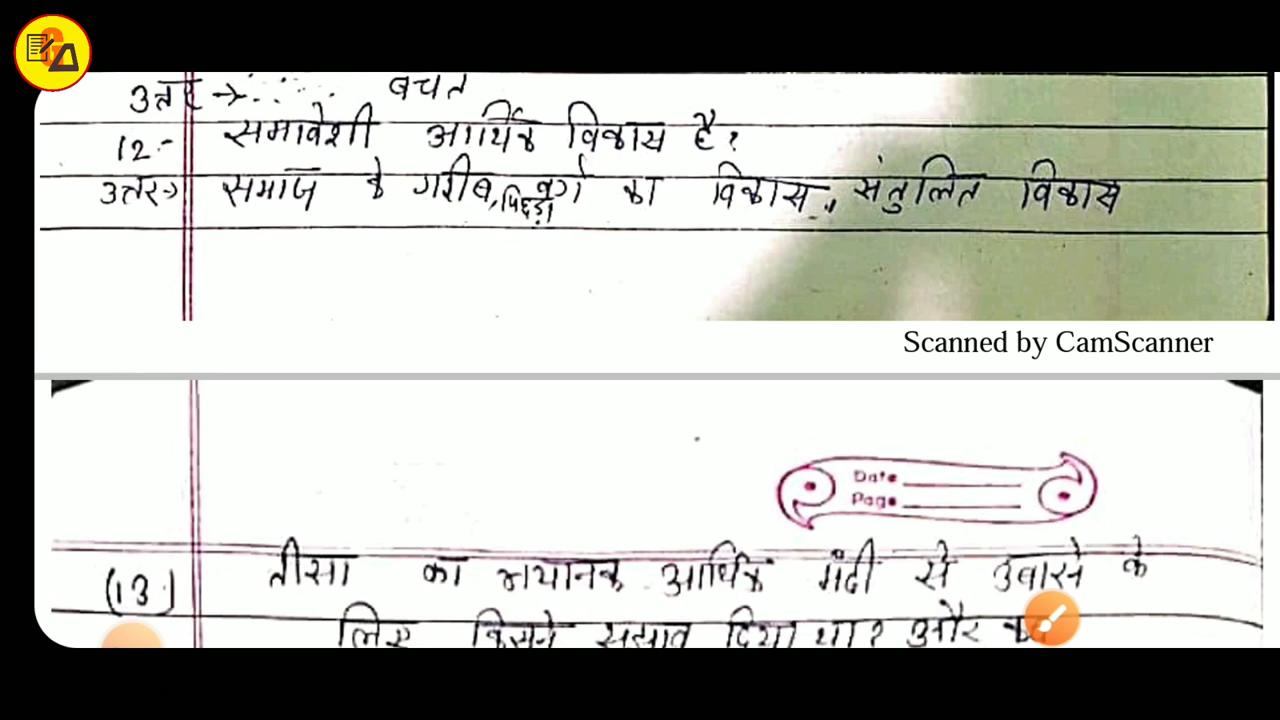 उत्तर → बचत
12:- समावेशी आर्थिक विकास है?
उत्तर→ समाज के गरीब, पिछड़ा वर्ग का विकास, संतुलित विकास
Scanned by CamScanner
Date
Page
(13) तीसा का भयानक आर्थिक मंदी से उबारने के
लिए किसने सुझाव दिया था? और